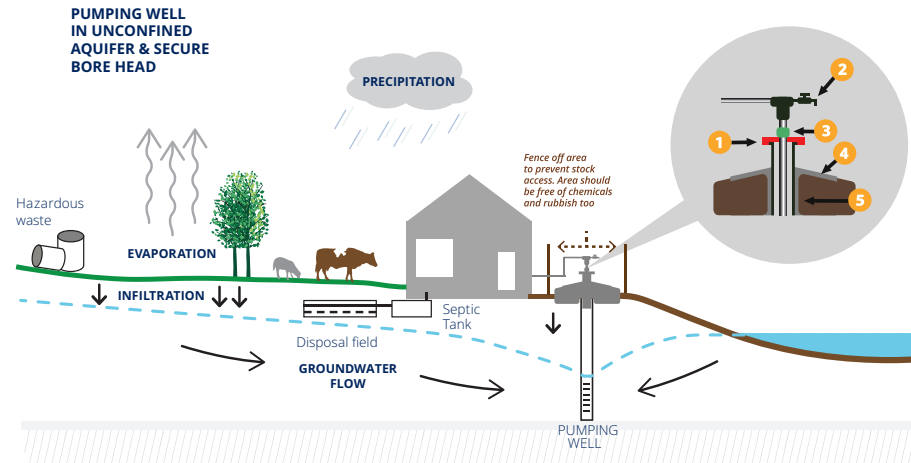 PUMPING WELL
IN UNCONFINED
AQUIFER & SECURE
BORE HEAD
PRECIPITATION
2
1
3
4
5
Fence off area
to prevent stock
access. Area should
be free of chemicals
and rubbish too
Hazardous
waste
EVAPORATION
INFILTRATION
Septic
Tank
Disposal field
GROUNDWATER
FLOW
PUMPING
WELL